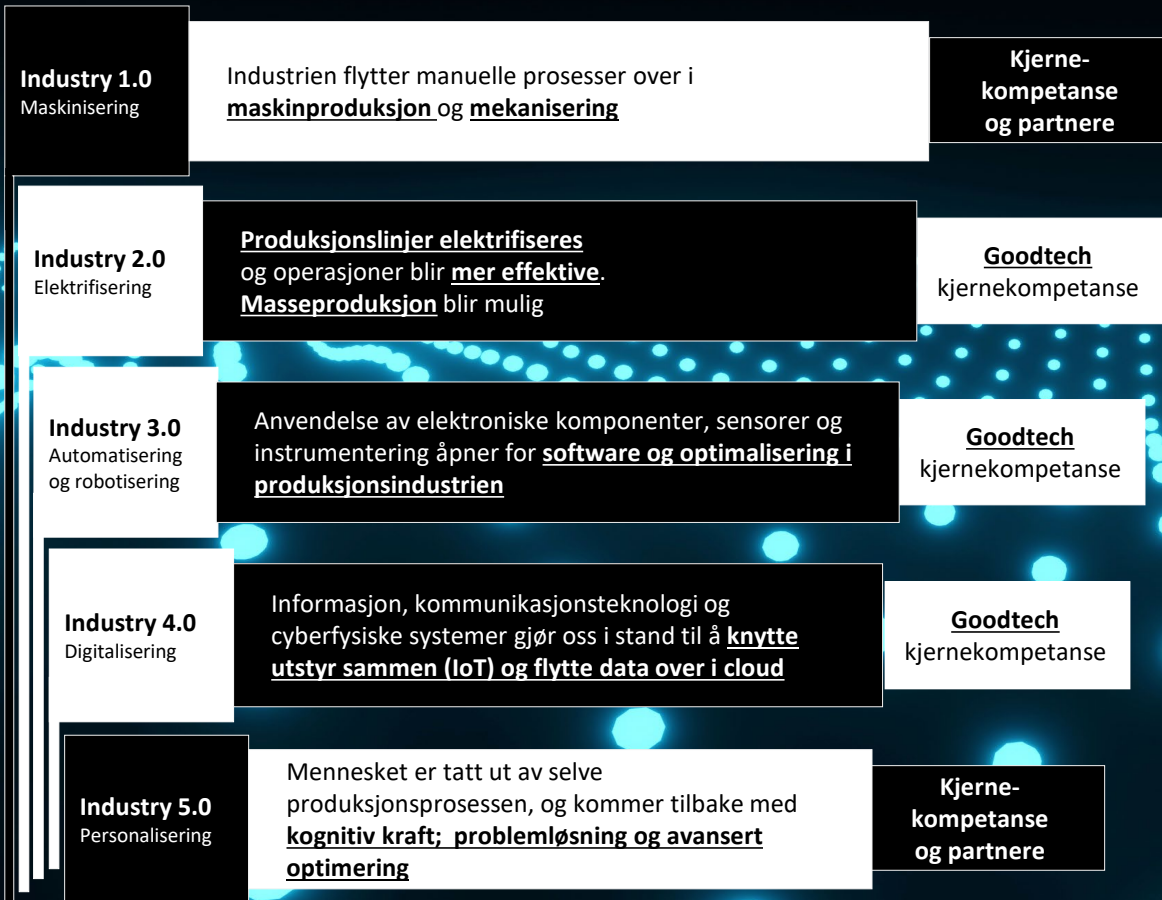 Industry 1.0
Maskinisering
Industrien flytter manuelle prosesser over i
maskinproduksjon og mekanisering
Kjerne-
kompetanse
og partnere
Industry 2.0
Elektrifisering
Produksjonslinjer elektrifiseres
og operasjoner blir mer effektive.
Masseproduksjon blir mulig
Goodtech
kjernekompetanse
Industry 3.0
Automatisering
og robotisering
Anvendelse av elektroniske komponenter, sensorer og
instrumentering åpner for software og optimalisering i
produksjonsindustrien
Goodtech
kjernekompetanse
Industry 4.0
Digitalisering
Informasjon, kommunikasjonsteknologi og
cyberfysiske systemer gjør oss i stand til å knytte
utstyr sammen (IoT) og flytte data over i cloud
Goodtech
kjernekompetanse
Industry 5.0
Personalisering
Mennesket er tatt ut av selve
produksjonsprosessen, og kommer tilbake med
kognitiv kraft; problemløsning og avansert
optimering
Kjerne-
kompetanse
og partnere